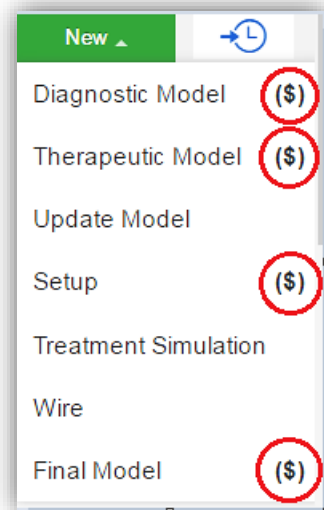 New
Diagnostic Model ($)
Therapeutic Model ($)
Update Model
Setup ($)
Treatment Simulation
Wire
Final Model ($)